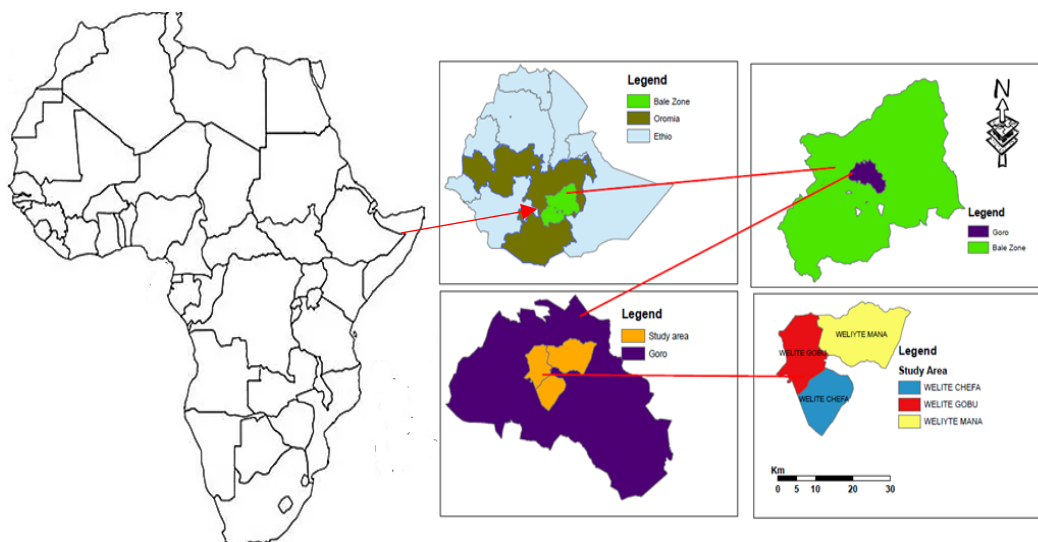 Legend
Bale Zone
Oromia
Ethio
N
Legend
Goro
Bale Zone
Legend
Study area
Goro
WELIYTE MANA
WELITE GOBU
WELITE CHEFA
Legend
Study Area
WELITE CHEFA
WELITE GOBU
WELIYTE MANA
Km
0 5 10 20 30